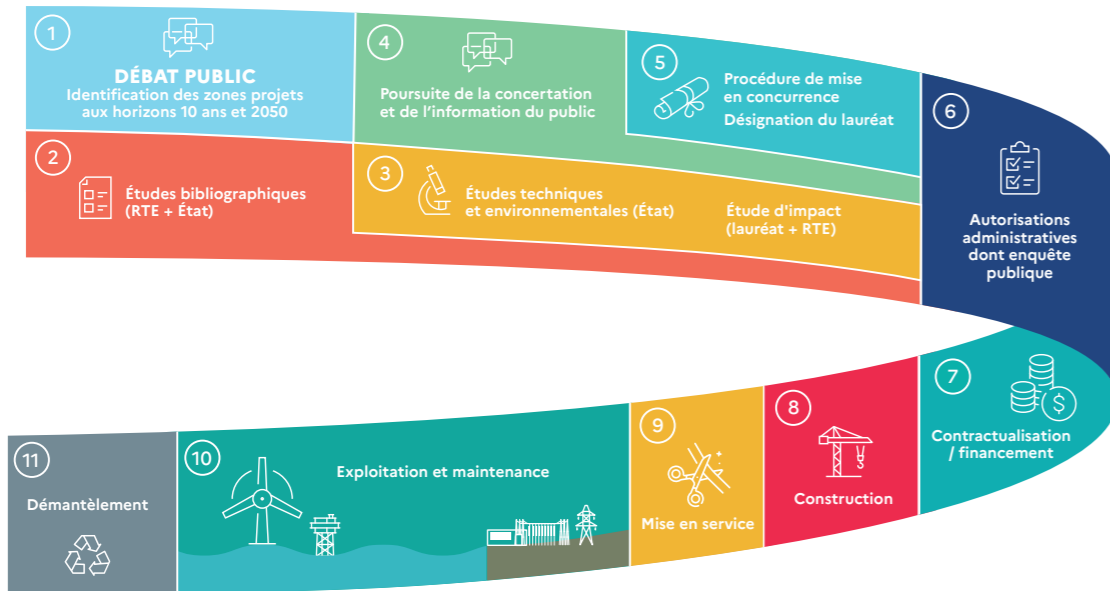 1
DÉBAT PUBLIC
Identification des zones projets
aux horizons 10 ans et 2050
2
Études bibliographiques
(RTE + État)
3
Études techniques
et environnementales (État)
Étude d'impact
(lauréat + RTE)
4
Poursuite de la concertation
et de l'information du public
5
Procédure de mise
en concurrence
Désignation du lauréat
6
Autorisations
administratives
dont enquête
publique
7
$
Contractualisation
/ financement
8
Construction
9
Mise en service
10
Exploitation et maintenance
11
Démantèlement